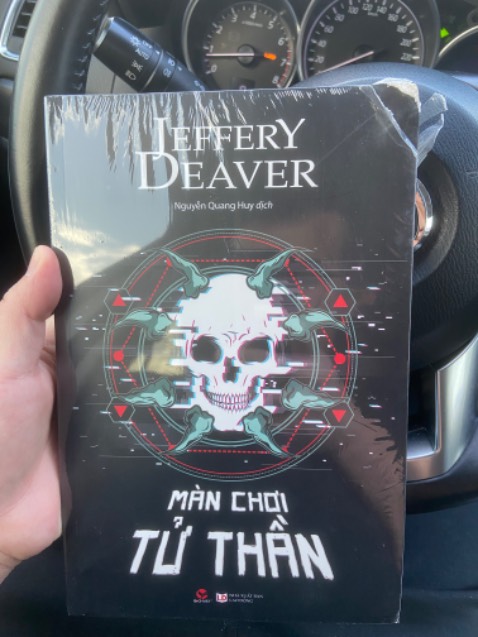 JEFFERY
DEAVER
Nguyễn Quang Huy dịch
MÀN CHƠI
TỬ THẦN